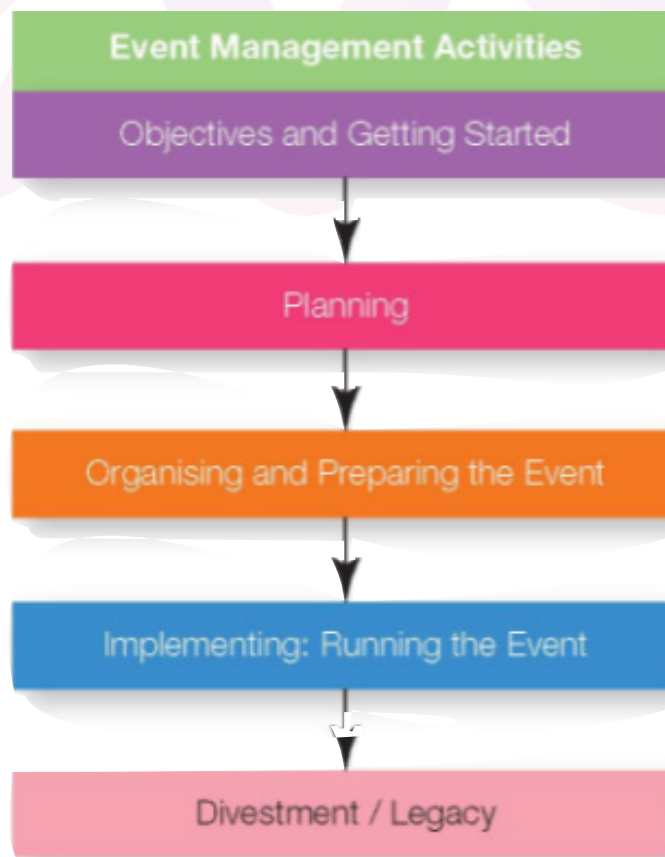 Event Management Activities
Objectives and Getting Started
Planning
Organising and Preparing the Event
Implementing: Running the Event
Divestment / Legacy